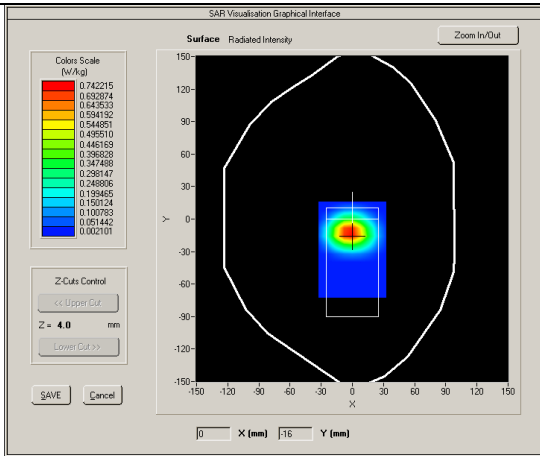 SAR Visualisation Graphical Interface
Surface Radiated Intensity
Zoom In/Out
Colors Scale
(W/kg)
0.742215
0.692874
0.643533
0.594192
0.544851
0.495510
0.446169
0.396828
0.347488
0.298147
0.248806
0.199465
0.150124
0.100783
0.051442
0.002101
Z-Cuts Control
<< Upper Cut
Z = 4.0 mm
Lower Cut >>
SAVE Cancel
150-
120-
90-
60-
30-
0-
-30-
-60-
-90-
-120-
-150-
Y
-150 -120 -90 -60 -30 0 30 60 90 120 150
X
0 X (mm) -16 Y (mm)